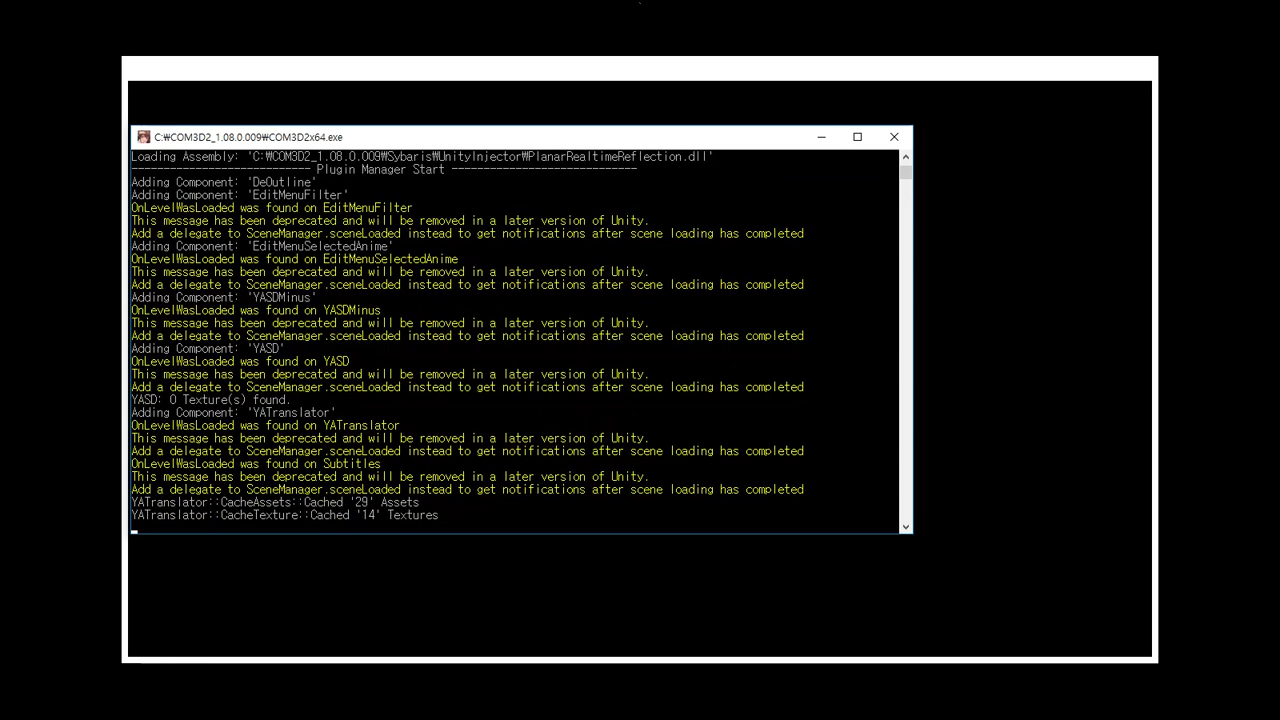 C:₩COM3D2_1.08.0.009₩COM3D2x64.exe
Loading Assembly: 'C:₩COM3D2_1.08.0.009₩Sybaris₩UnityInjector₩PlanarRealtimeReflection.dll'
---------------------------- Plugin Manager Start -----------------------------
Adding Component: 'DeOutline'
Adding Component: 'EditMenuFilter'
OnLevelWasLoaded was found on EditMenuFilter
This message has been deprecated and will be removed in a later version of Unity.
Add a delegate to SceneManager.sceneLoaded instead to get notifications after scene loading has completed
Adding Component: 'EditMenuSelectedAnime'
OnLevelWasLoaded was found on EditMenuSelectedAnime
This message has been deprecated and will be removed in a later version of Unity.
Add a delegate to SceneManager.sceneLoaded instead to get notifications after scene loading has completed
Adding Component: 'YASDMinus'
OnLevelWasLoaded was found on YASDMinus
This message has been deprecated and will be removed in a later version of Unity.
Add a delegate to SceneManager.sceneLoaded instead to get notifications after scene loading has completed
Adding Component: 'YASD'
OnLevelWasLoaded was found on YASD
This message has been deprecated and will be removed in a later version of Unity.
Add a delegate to SceneManager.sceneLoaded instead to get notifications after scene loading has completed
YASD: 0 Texture(s) found.
Adding Component: 'YATranslator'
OnLevelWasLoaded was found on YATranslator
This message has been deprecated and will be removed in a later version of Unity.
Add a delegate to SceneManager.sceneLoaded instead to get notifications after scene loading has completed
OnLevelWasLoaded was found on Subtitles
This message has been deprecated and will be removed in a later version of Unity.
Add a delegate to SceneManager.sceneLoaded instead to get notifications after scene loading has completed
YATranslator::CacheAssets::Cached '29' Assets
YATranslator::CacheTexture::Cached '14' Textures